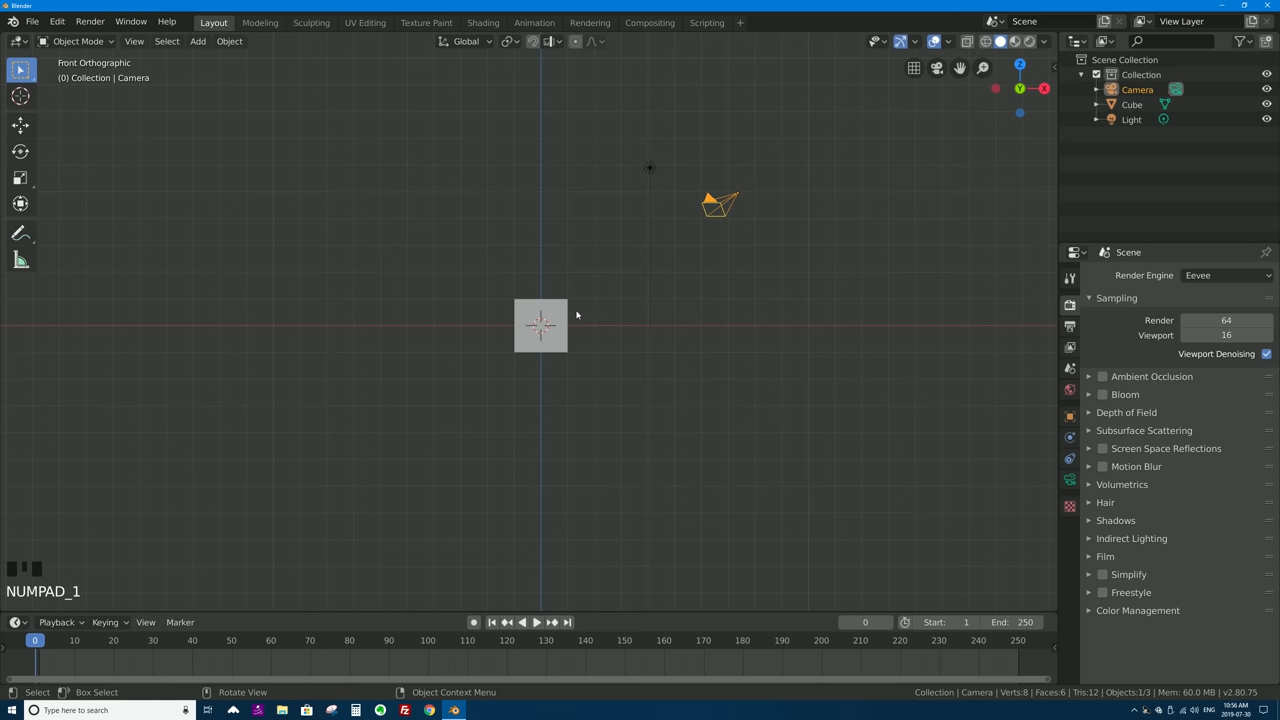 Blender
File Edit Render Window Help Layout Modeling Sculpting UV Editing Texture Paint Shading Animation Rendering Compositing Scripting + Scene View Layer
Object Mode View Select Add Object Global
Front Orthographic
(0) Collection | Camera
Z
Y
X
Scene Collection
Collection
Camera
Cube
Light
Scene
Render Engine Eevee
Sampling
Render 64
Viewport 16
Viewport Denoising
Ambient Occlusion
Bloom
Depth of Field
Subsurface Scattering
Screen Space Reflections
Motion Blur
Volumetrics
Hair
Shadows
Indirect Lighting
Film
Simplify
Freestyle
Color Management
NUMPAD_1
Playback Keying View Marker 0 Start: 1 End: 250
0 10 20 30 40 50 60 70 80 90 100 110 120 130 140 150 160 170 180 190 200 210 220 230 240 250
Select Box Select Rotate View Object Context Menu Collection | Camera | Verts:8 | Faces:6 | Tris:12 | Objects:1/3 | Mem: 60.0 MB | v2.80.75
Type here to search
ENG
10:56 AM
2019-07-30